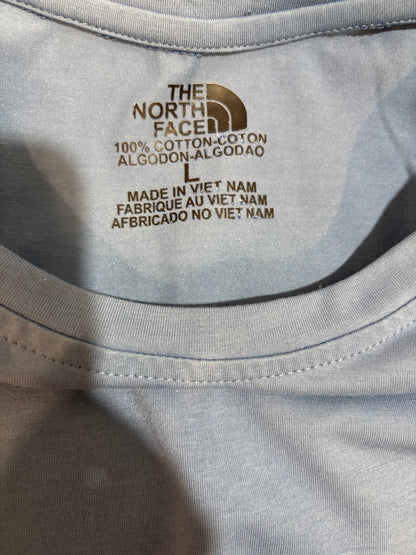 THE
NORTH
FACE
100% COTTON-COTON
ALGODON-ALGODAO
L
MADE IN VIET NAM
FABRIQUE AU VIET NAM
AFBRICADO NO VIET NAM